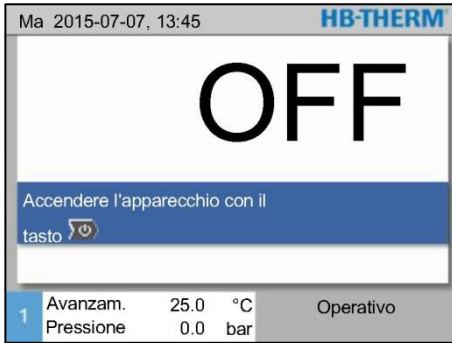 Ma 2015-07-07, 13:45 HB-THERM
OFF
Accendere l'apparecchio con il
tasto
1 Avanzam. 25.0 °C Operativo
Pressione 0.0 bar